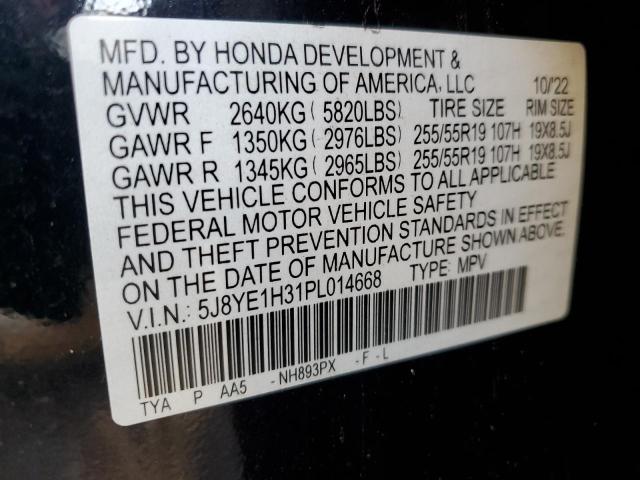 MFD. BY HONDA DEVELOPMENT &
MANUFACTURING OF AMERICA, LLC 10/'22
GVWR 2640KG ( 5820LBS) TIRE SIZE RIM SIZE
GAWR F 1350KG ( 2976LBS) 255/55R19 107H 19X8.5J
GAWR R 1345KG ( 2965LBS) 255/55R19 107H 19X8.5J
THIS VEHICLE CONFORMS TO ALL APPLICABLE
FEDERAL MOTOR VEHICLE SAFETY
AND THEFT PREVENTION STANDARDS IN EFFECT
ON THE DATE OF MANUFACTURE SHOWN ABOVE.
V.I.N.: 5J8YE1H31PL014668 TYPE: MPV
TYA P AA5 -NH893PX -F-L